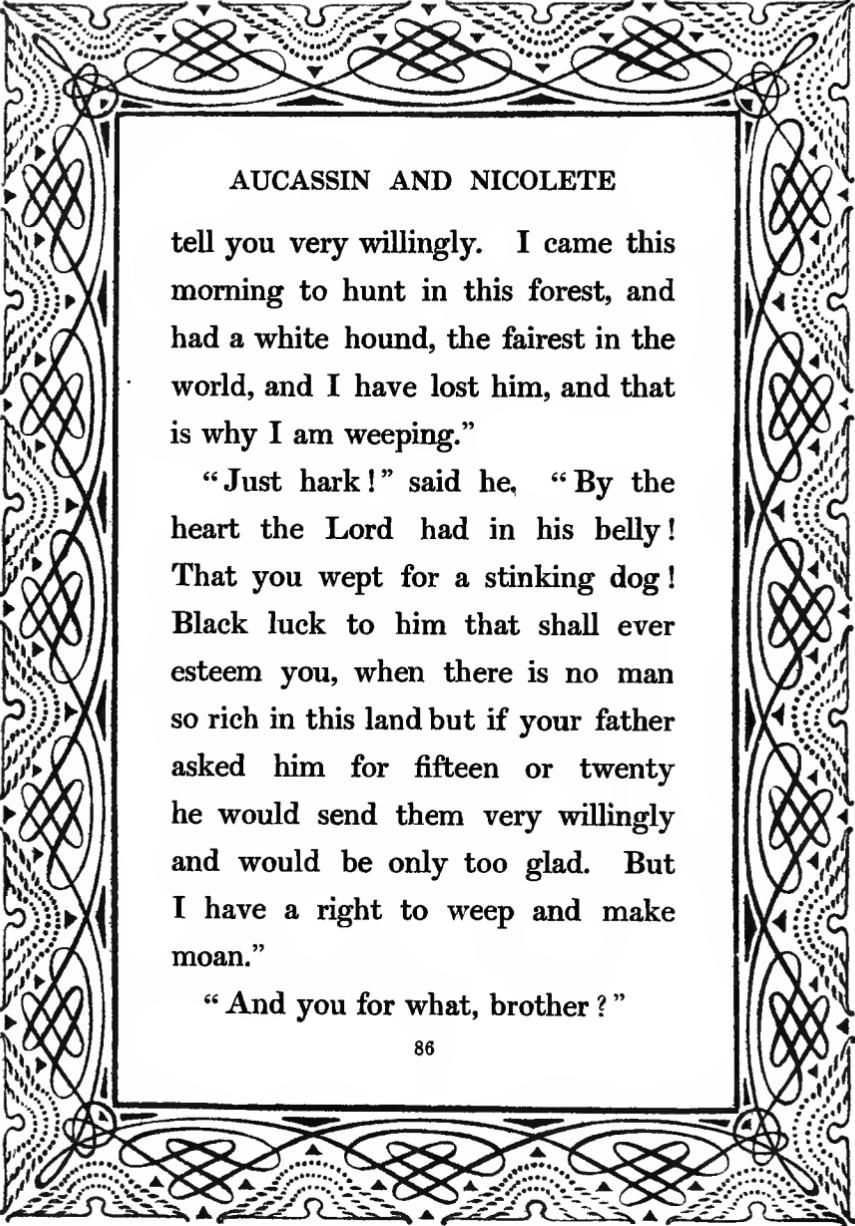 AUCASSIN AND NICOLETE
tell you very willingly. I came this
morning to hunt in this forest, and
had a white hound, the fairest in the
world, and I have lost him, and that
is why I am weeping.”
“Just hark!” said he, “By the
heart the Lord had in his belly!
That you wept for a stinking dog!
Black luck to him that shall ever
esteem you, when there is no man
so rich in this land but if your father
asked him for fifteen or twenty
he would send them very willingly
and would be only too glad. But
I have a right to weep and make
moan.”
“And you for what, brother?”
86